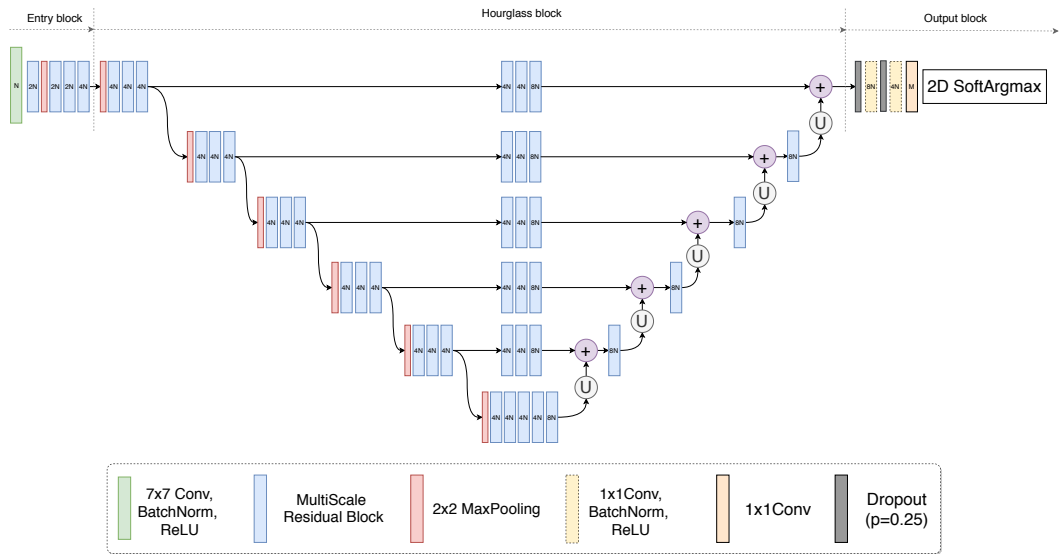 Entry block
Hourglass block
Output block
N 2N 2N 2N 4N 4N 4N 4N 4N 4N 8N + 8N 4N M 2D SoftArgmax
U
4N 4N 4N 4N 4N 8N + 8N
U
4N 4N 4N 4N 4N 8N + 8N
U
4N 4N 4N 4N 4N 8N + 8N
U
4N 4N 4N 4N 4N 8N + 8N
U
4N 4N 4N 4N 8N
7x7 Conv,
BatchNorm,
ReLU
MultiScale
Residual Block
2x2 MaxPooling
1x1Conv,
BatchNorm,
ReLU
1x1Conv
Dropout
(p=0.25)